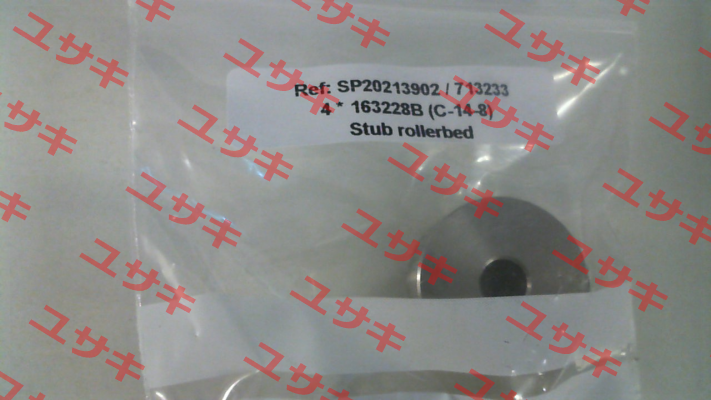 Ref: SP20213902 / 713233
4 * 163228B (C-14-8)
Stub rollerbed
ユサキ